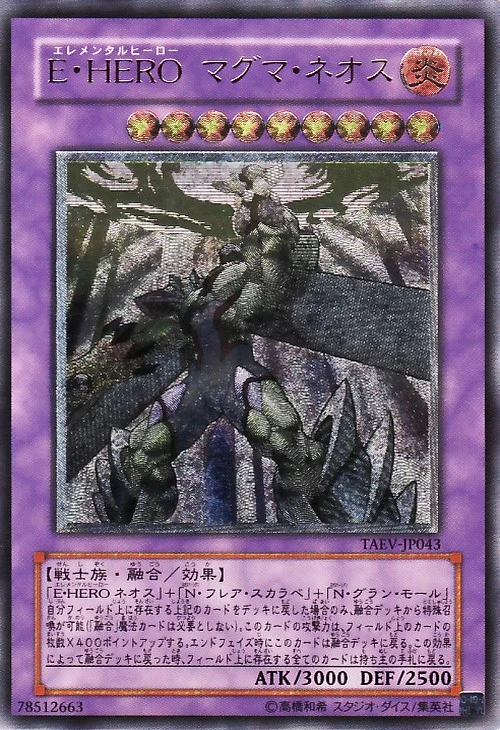 エレメンタルヒーロー
E・HERO マグマ・ネオス 炎
TAEV-JP043
【戦士族・融合／効果】
「E・HERO ネオス」+「N・フレア・スカラベ」+「N・グラン・モール」
自分フィールド上に存在する上記のカードをデッキに戻した場合のみ、融合デッキから特殊召
喚が可能(「融合」魔法カードは必要としない)。このカードの攻撃力は、フィールド上のカードの
枚数×400ポイントアップする。エンドフェイズ時にこのカードは融合デッキに戻る。この効果
によって融合デッキに戻った時、フィールド上に存在する全てのカードは持ち主の手札に戻る。
ATK/3000 DEF/2500
78512663 ©高橋和希 スタジオ・ダイス/集英社